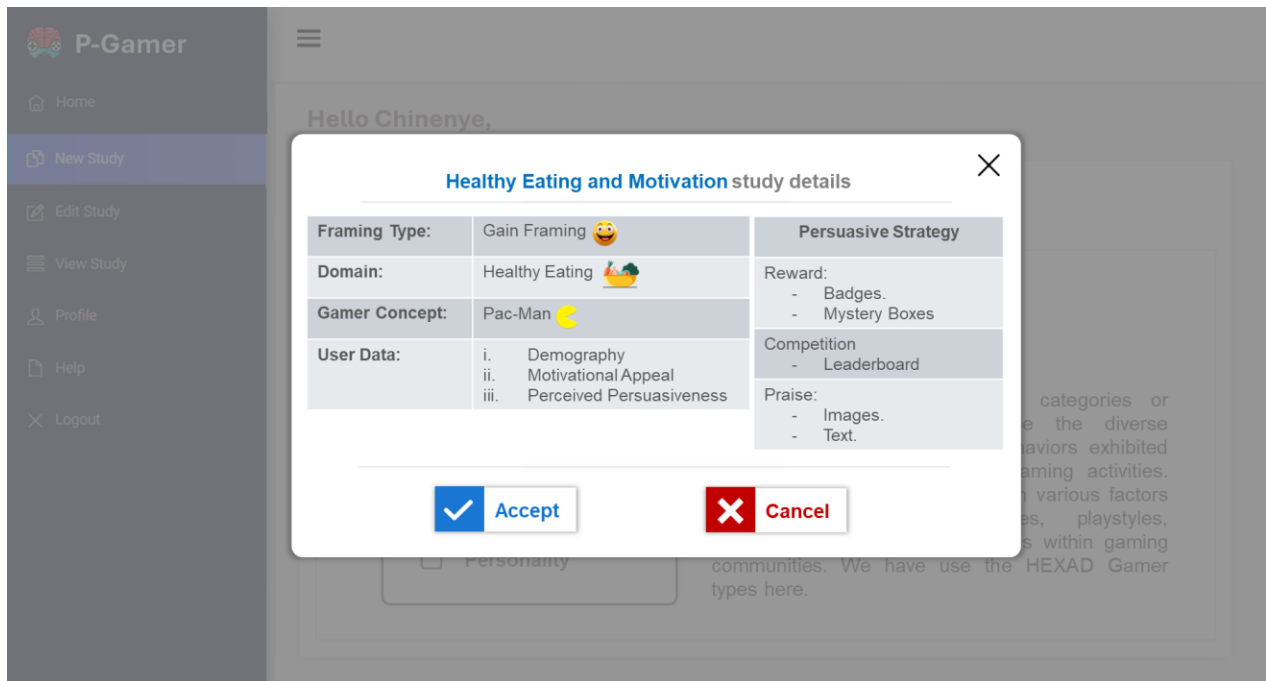 P-Gamer
Home
Hello Chinenye,
New Study
Edit Study
View Study
Profile
Help
Logout
Healthy Eating and Motivation study details
Framing Type: Gain Framing
Domain: Healthy Eating
Gamer Concept: Pac-Man
User Data: i. Demography
ii. Motivational Appeal
iii. Perceived Persuasiveness
Persuasive Strategy
Reward:
- Badges.
- Mystery Boxes
Competition
- Leaderboard
Praise:
- Images.
- Text.
Accept
Cancel
categories or
the diverse
exhibited
activities.
various factors
playstyles,
within gaming
Personality
communities. We have use the HEXAD Gamer
types here.